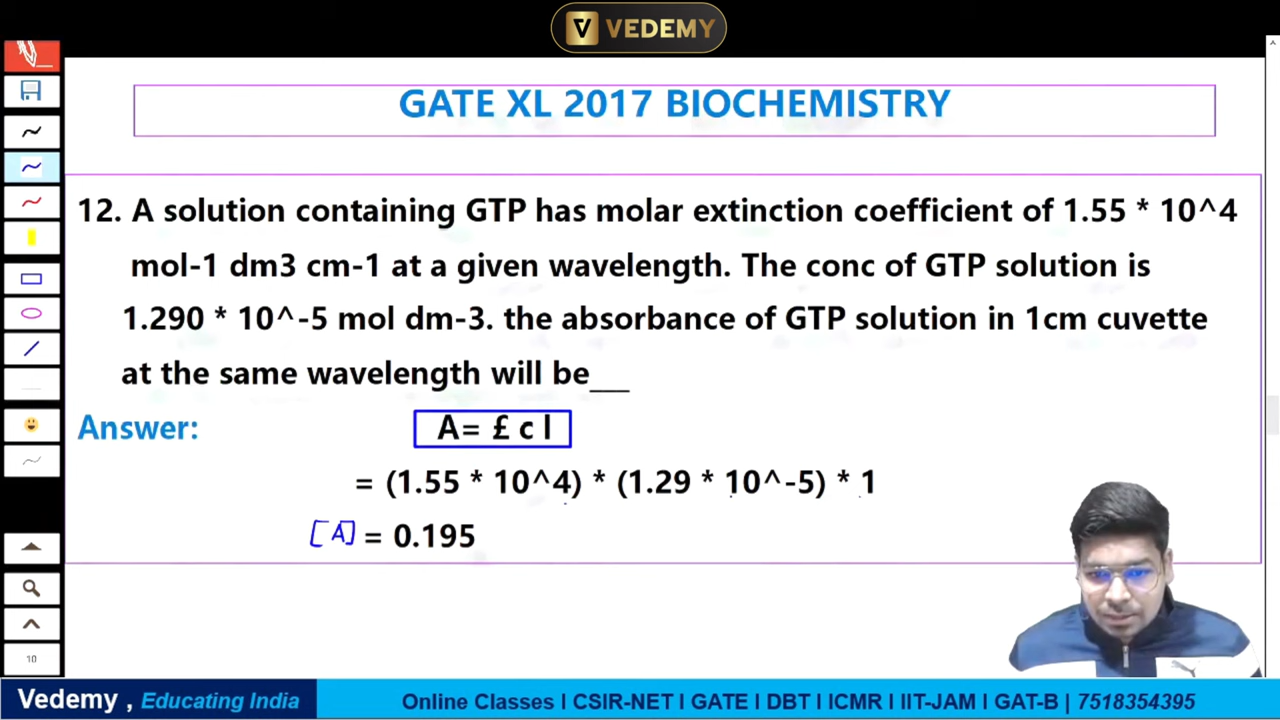 VEDEMY
GATE XL 2017 BIOCHEMISTRY
12. A solution containing GTP has molar extinction coefficient of 1.55 * 10^4
mol-1 dm3 cm-1 at a given wavelength. The conc of GTP solution is
1.290 * 10^-5 mol dm-3. the absorbance of GTP solution in 1cm cuvette
at the same wavelength will be___
Answer:
A= £ c l
= (1.55 * 10^4) * (1.29 * 10^-5) * 1
[A] = 0.195
10
Vedemy , Educating India
Online Classes I CSIR-NET I GATE I DBT I ICMR I IIT-JAM I GAT-B | 7518354395